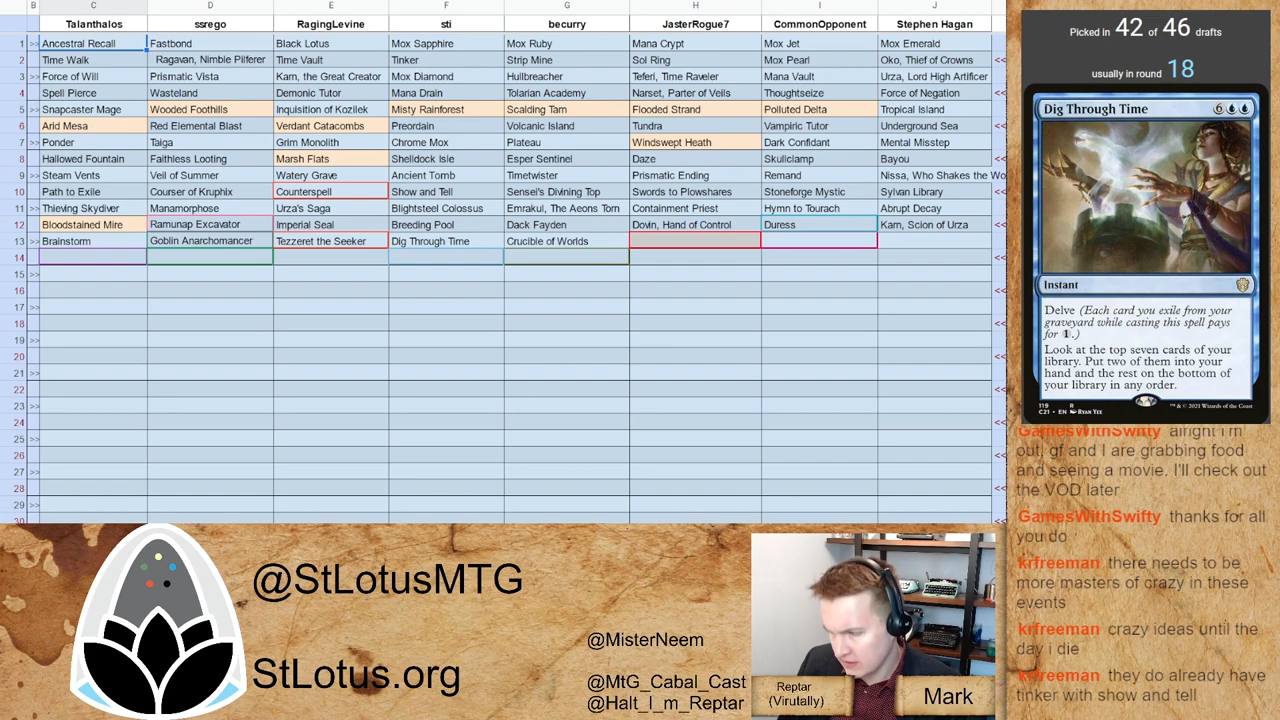 B C D E F G H I J
Talanthalos ssrego RagingLevine sti becurry JasterRogue7 CommonOpponent Stephen Hagan
1 >> Ancestral Recall Fastbond Black Lotus Mox Sapphire Mox Ruby Mana Crypt Mox Jet Mox Emerald
2 Time Walk Ragavan, Nimble Pilferer Time Vault Tinker Strip Mine Sol Ring Mox Pearl Oko, Thief of Crowns <<
3 >> Force of Will Prismatic Vista Karn, the Great Creator Mox Diamond Hullbreacher Teferi, Time Raveler Mana Vault Urza, Lord High Artificer
4 Spell Pierce Wasteland Demonic Tutor Mana Drain Tolarian Academy Narset, Parter of Veils Thoughtseize Force of Negation <<
5 >> Snapcaster Mage Wooded Foothills Inquisition of Kozilek Misty Rainforest Scalding Tarn Flooded Strand Polluted Delta Tropical Island
6 Arid Mesa Red Elemental Blast Verdant Catacombs Preordain Volcanic Island Tundra Vampiric Tutor Underground Sea <<
7 >> Ponder Taiga Grim Monolith Chrome Mox Plateau Windswept Heath Dark Confidant Mental Misstep
8 Hallowed Fountain Faithless Looting Marsh Flats Shelldock Isle Esper Sentinel Daze Skullclamp Bayou <<
9 >> Steam Vents Veil of Summer Watery Grave Ancient Tomb Timetwister Prismatic Ending Remand Nissa, Who Shakes the Wo
10 Path to Exile Courser of Kruphix Counterspell Show and Tell Sensei's Divining Top Swords to Plowshares Stoneforge Mystic Sylvan Library <<
11 >> Thieving Skydiver Manamorphose Urza's Saga Blightsteel Colossus Emrakul, The Aeons Torn Containment Priest Hymn to Tourach Abrupt Decay
12 Bloodstained Mire Ramunap Excavator Imperial Seal Breeding Pool Dack Fayden Dovin, Hand of Control Duress Karn, Scion of Urza <<
13 >> Brainstorm Goblin Anarchomancer Tezzeret the Seeker Dig Through Time Crucible of Worlds
14 <<
15 >>
16 <<
17 >>
18 <<
19 >>
20 <<
21 >>
22 <<
23 >>
24 <<
25 >>
26 <<
27 >>
28 <<
29 >>
30 <<
Picked in 42 of 46 drafts
usually in round 18
Dig Through Time 6
Instant
Delve (Each card you exile from your
graveyard while casting this spell pays
for 1.)
Look at the top seven cards of your
library. Put two of them into your
hand and the rest on the bottom of
your library in any order.
119 R
C21 • EN RYAN YEE
™ & © 2021 Wizards of the Coast
GamesWithSwifty alright i'm
out, gf and I are grabbing food
and seeing a movie. I'll check out
the VOD later
GamesWithSwifty thanks for all
you do
krfreeman there needs to be
more masters of crazy in these
events
krfreeman crazy ideas until the
day i die
krfreeman they do already have
tinker with show and tell
@StLotusMTG
StLotus.org
@MisterNeem
@MtG_Cabal_Cast
@Halt_I_m_Reptar
Reptar
(Virutally)
Mark